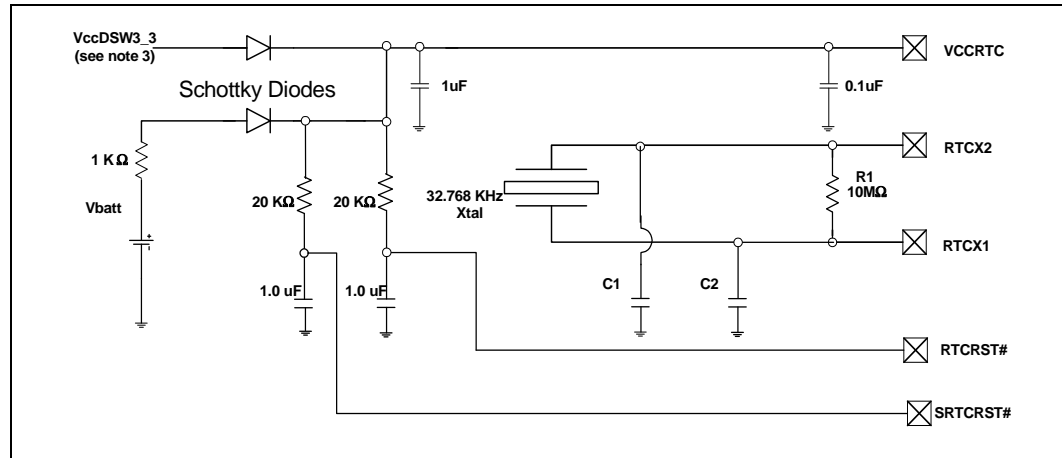 VccDSW3_3
(see note 3)
VCCRTC
1uF
0.1uF
Schottky Diodes
1 KΩ
RTCX2
20 KΩ
20 KΩ
32.768 KHz
Xtal
R1
10MΩ
Vbatt
+
-
RTCX1
1.0 uF
1.0 uF
C1
C2
RTCRST#
SRTCRST#